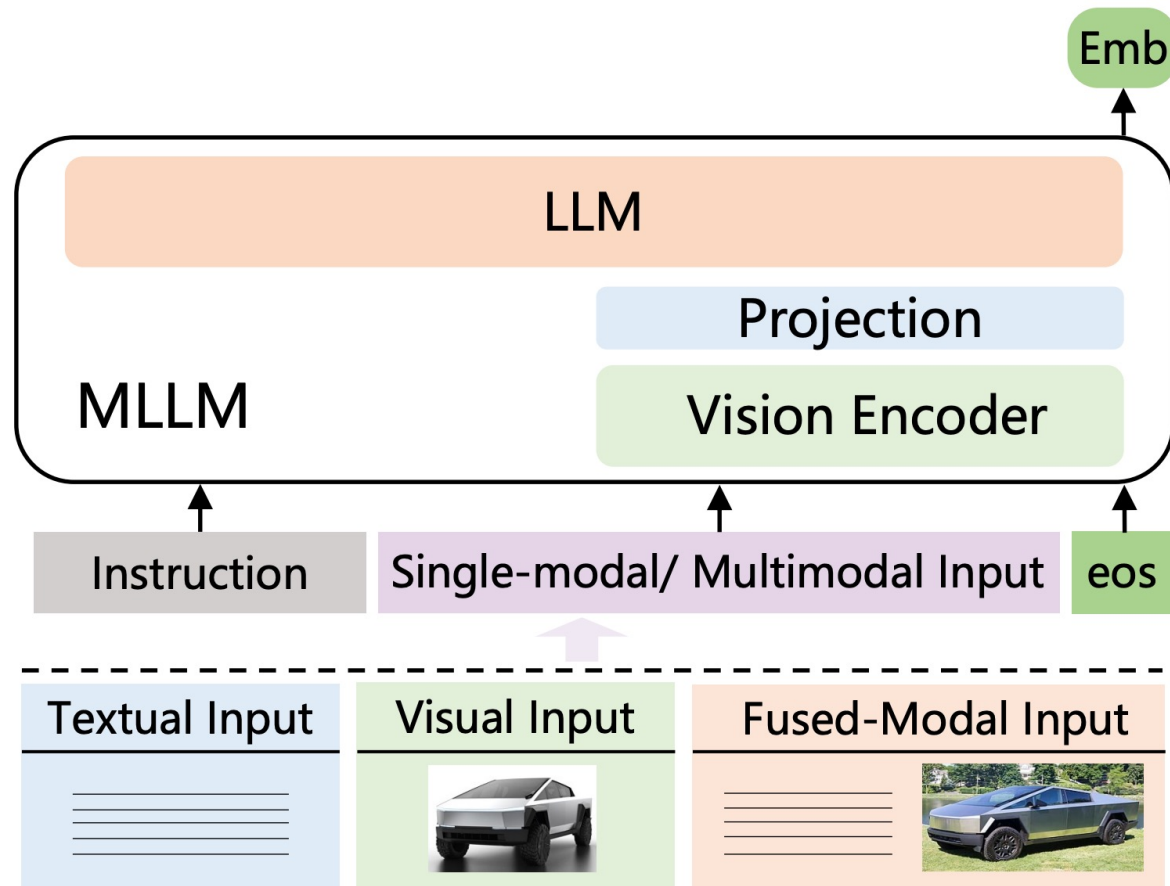 Emb
LLM
Projection
MLLM
Vision Encoder
Instruction
Single-modal/ Multimodal Input
eos
Textual Input
Visual Input
Fused-Modal Input